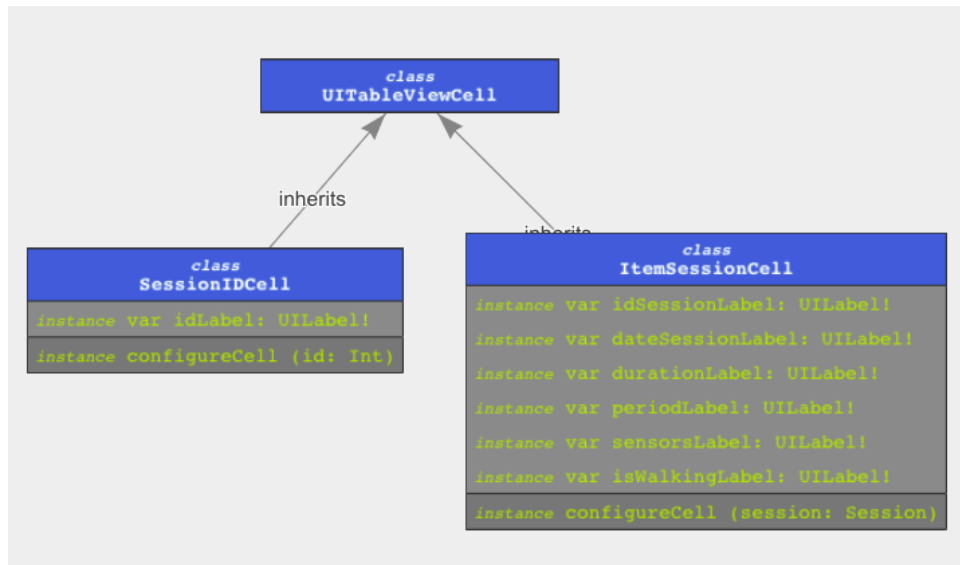 class
UITableViewCell
inherits
inherits
class
SessionIDCell
instance var idLabel: UILabel!
instance configureCell (id: Int)
class
ItemSessionCell
instance var idSessionLabel: UILabel!
instance var dateSessionLabel: UILabel!
instance var durationLabel: UILabel!
instance var periodLabel: UILabel!
instance var sensorsLabel: UILabel!
instance var isWalkingLabel: UILabel!
instance configureCell (session: Session)